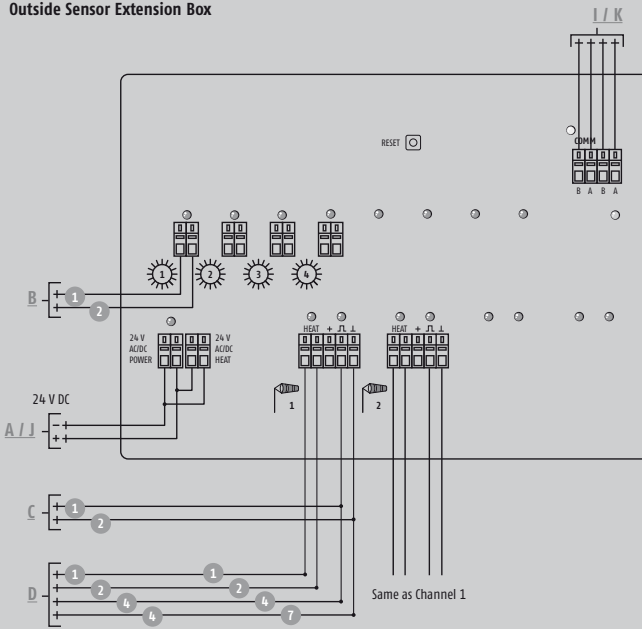 Outside Sensor Extension Box
I / K
RESET
COMM
B A B A
1 2 3 4
B
1
2
24 V
AC/DC
POWER
24 V
AC/DC
HEAT
HEAT + ⎍ ⊥
HEAT + ⎍ ⊥
1
2
24 V DC
A / J
−
+
C
1
2
D
1 1
2 2
4 4
4 7
Same as Channel 1